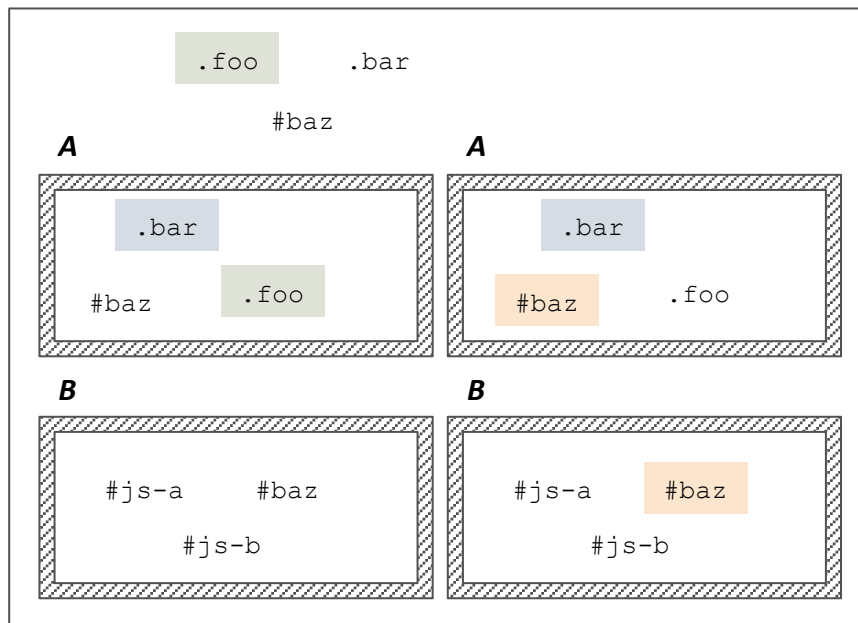 .foo .bar
#baz
A A
.bar .bar
#baz .foo #baz .foo
B B
#js-a #baz #js-a #baz
#js-b #js-b